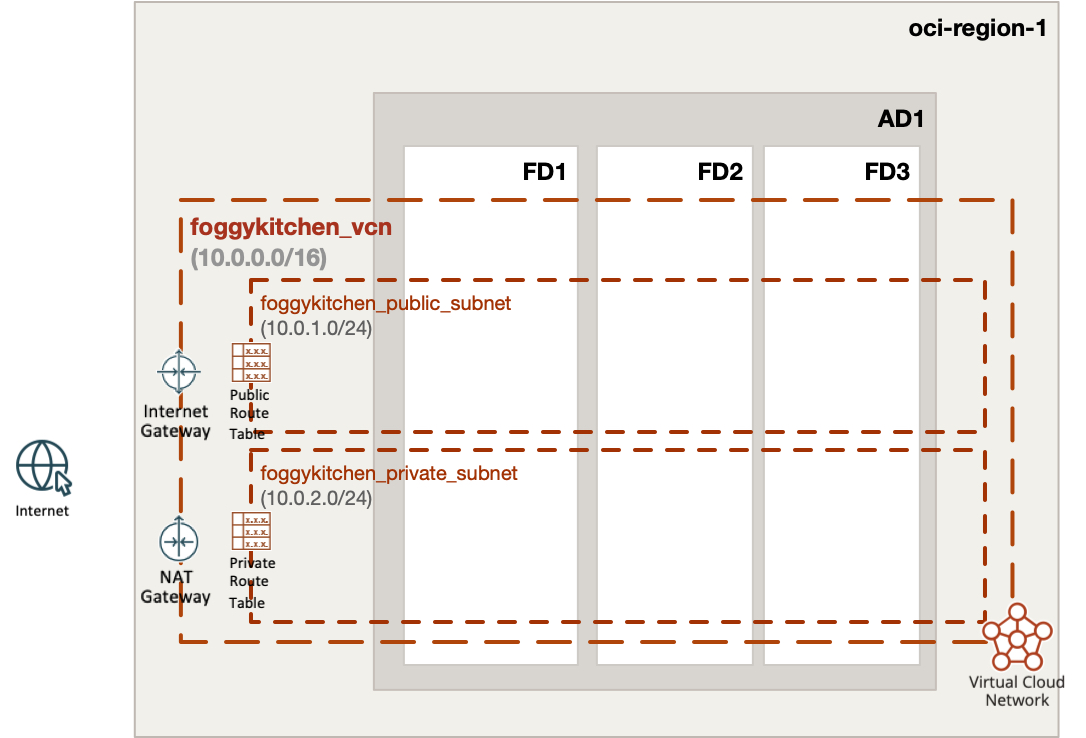 oci-region-1
AD1
FD1
FD2
FD3
foggykitchen_vcn
(10.0.0.0/16)
foggykitchen_public_subnet
(10.0.1.0/24)
x.x.x.
x.x.x.
x.x.x.
Public
Route
Table
Internet
Gateway
foggykitchen_private_subnet
(10.0.2.0/24)
Internet
x.x.x.
x.x.x.
x.x.x.
Private
Route
Table
NAT
Gateway
Virtual Cloud
Network